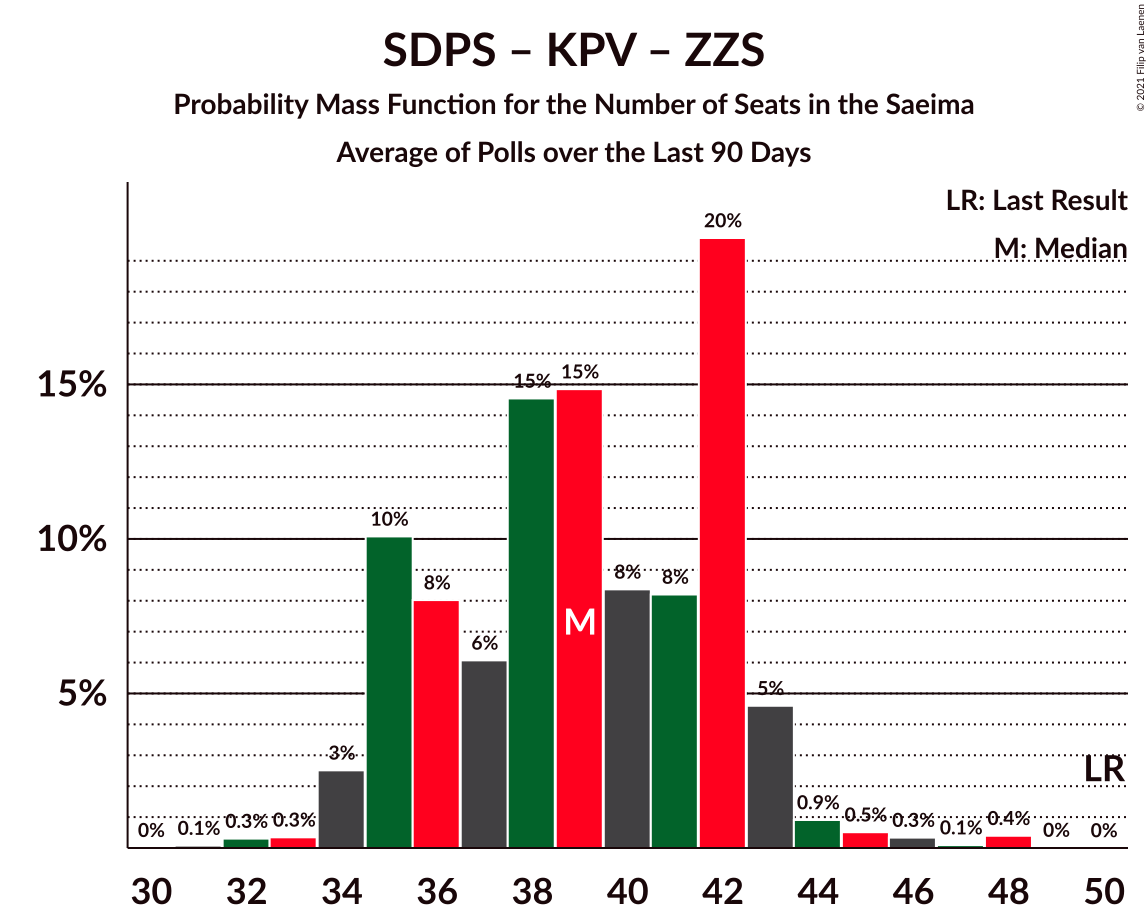 SDPS – KPV – ZZS
Probability Mass Function for the Number of Seats in the Saeima
Average of Polls over the Last 90 Days
© 2021 Filip van Laenen
LR: Last Result
M: Median
20%
15%
15%
15%
10%
10%
8%
8%
8%
M
6%
5%
5%
3%
LR
0%
0.1%
0.3%
0.3%
0.9%
0.5%
0.3%
0.1%
0.4%
0%
0%
30 32 34 36 38 40 42 44 46 48 50